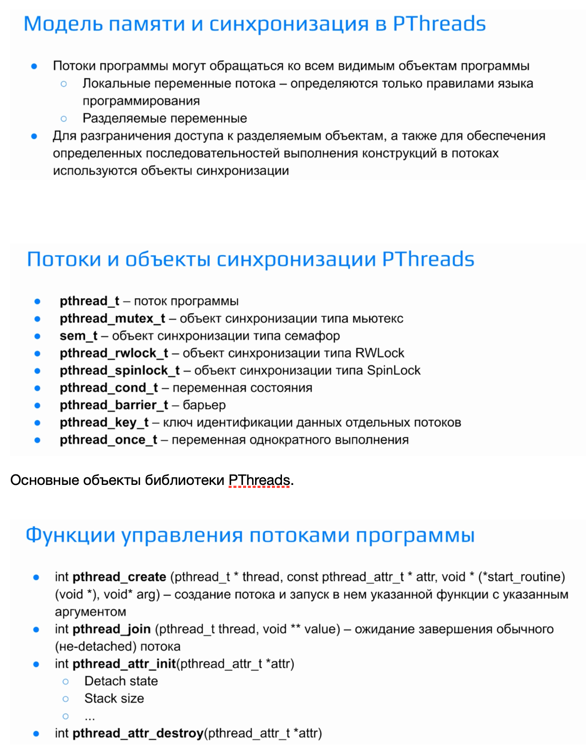 Модель памяти и синхронизация в PThreads
● Потоки программы могут обращаться ко всем видимым объектам программы
○ Локальные переменные потока – определяются только правилами языка
программирования
○ Разделяемые переменные
● Для разграничения доступа к разделяемым объектам, а также для обеспечения
определенных последовательностей выполнения конструкций в потоках
используются объекты синхронизации
Потоки и объекты синхронизации PThreads
● pthread_t – поток программы
● pthread_mutex_t – объект синхронизации типа мьютекс
● sem_t – объект синхронизации типа семафор
● pthread_rwlock_t – объект синхронизации типа RWLock
● pthread_spinlock_t – объект синхронизации типа SpinLock
● pthread_cond_t – переменная состояния
● pthread_barrier_t – барьер
● pthread_key_t – ключ идентификации данных отдельных потоков
● pthread_once_t – переменная однократного выполнения
Основные объекты библиотеки PThreads.
Функции управления потоками программы
● int pthread_create (pthread_t * thread, const pthread_attr_t * attr, void * (*start_routine)
(void *), void* arg) – создание потока и запуск в нем указанной функции с указанным
аргументом
● int pthread_join (pthread_t thread, void ** value) – ожидание завершения обычного
(не-detached) потока
● int pthread_attr_init(pthread_attr_t *attr)
○ Detach state
○ Stack size
○ ...
● int pthread_attr_destroy(pthread_attr_t *attr)